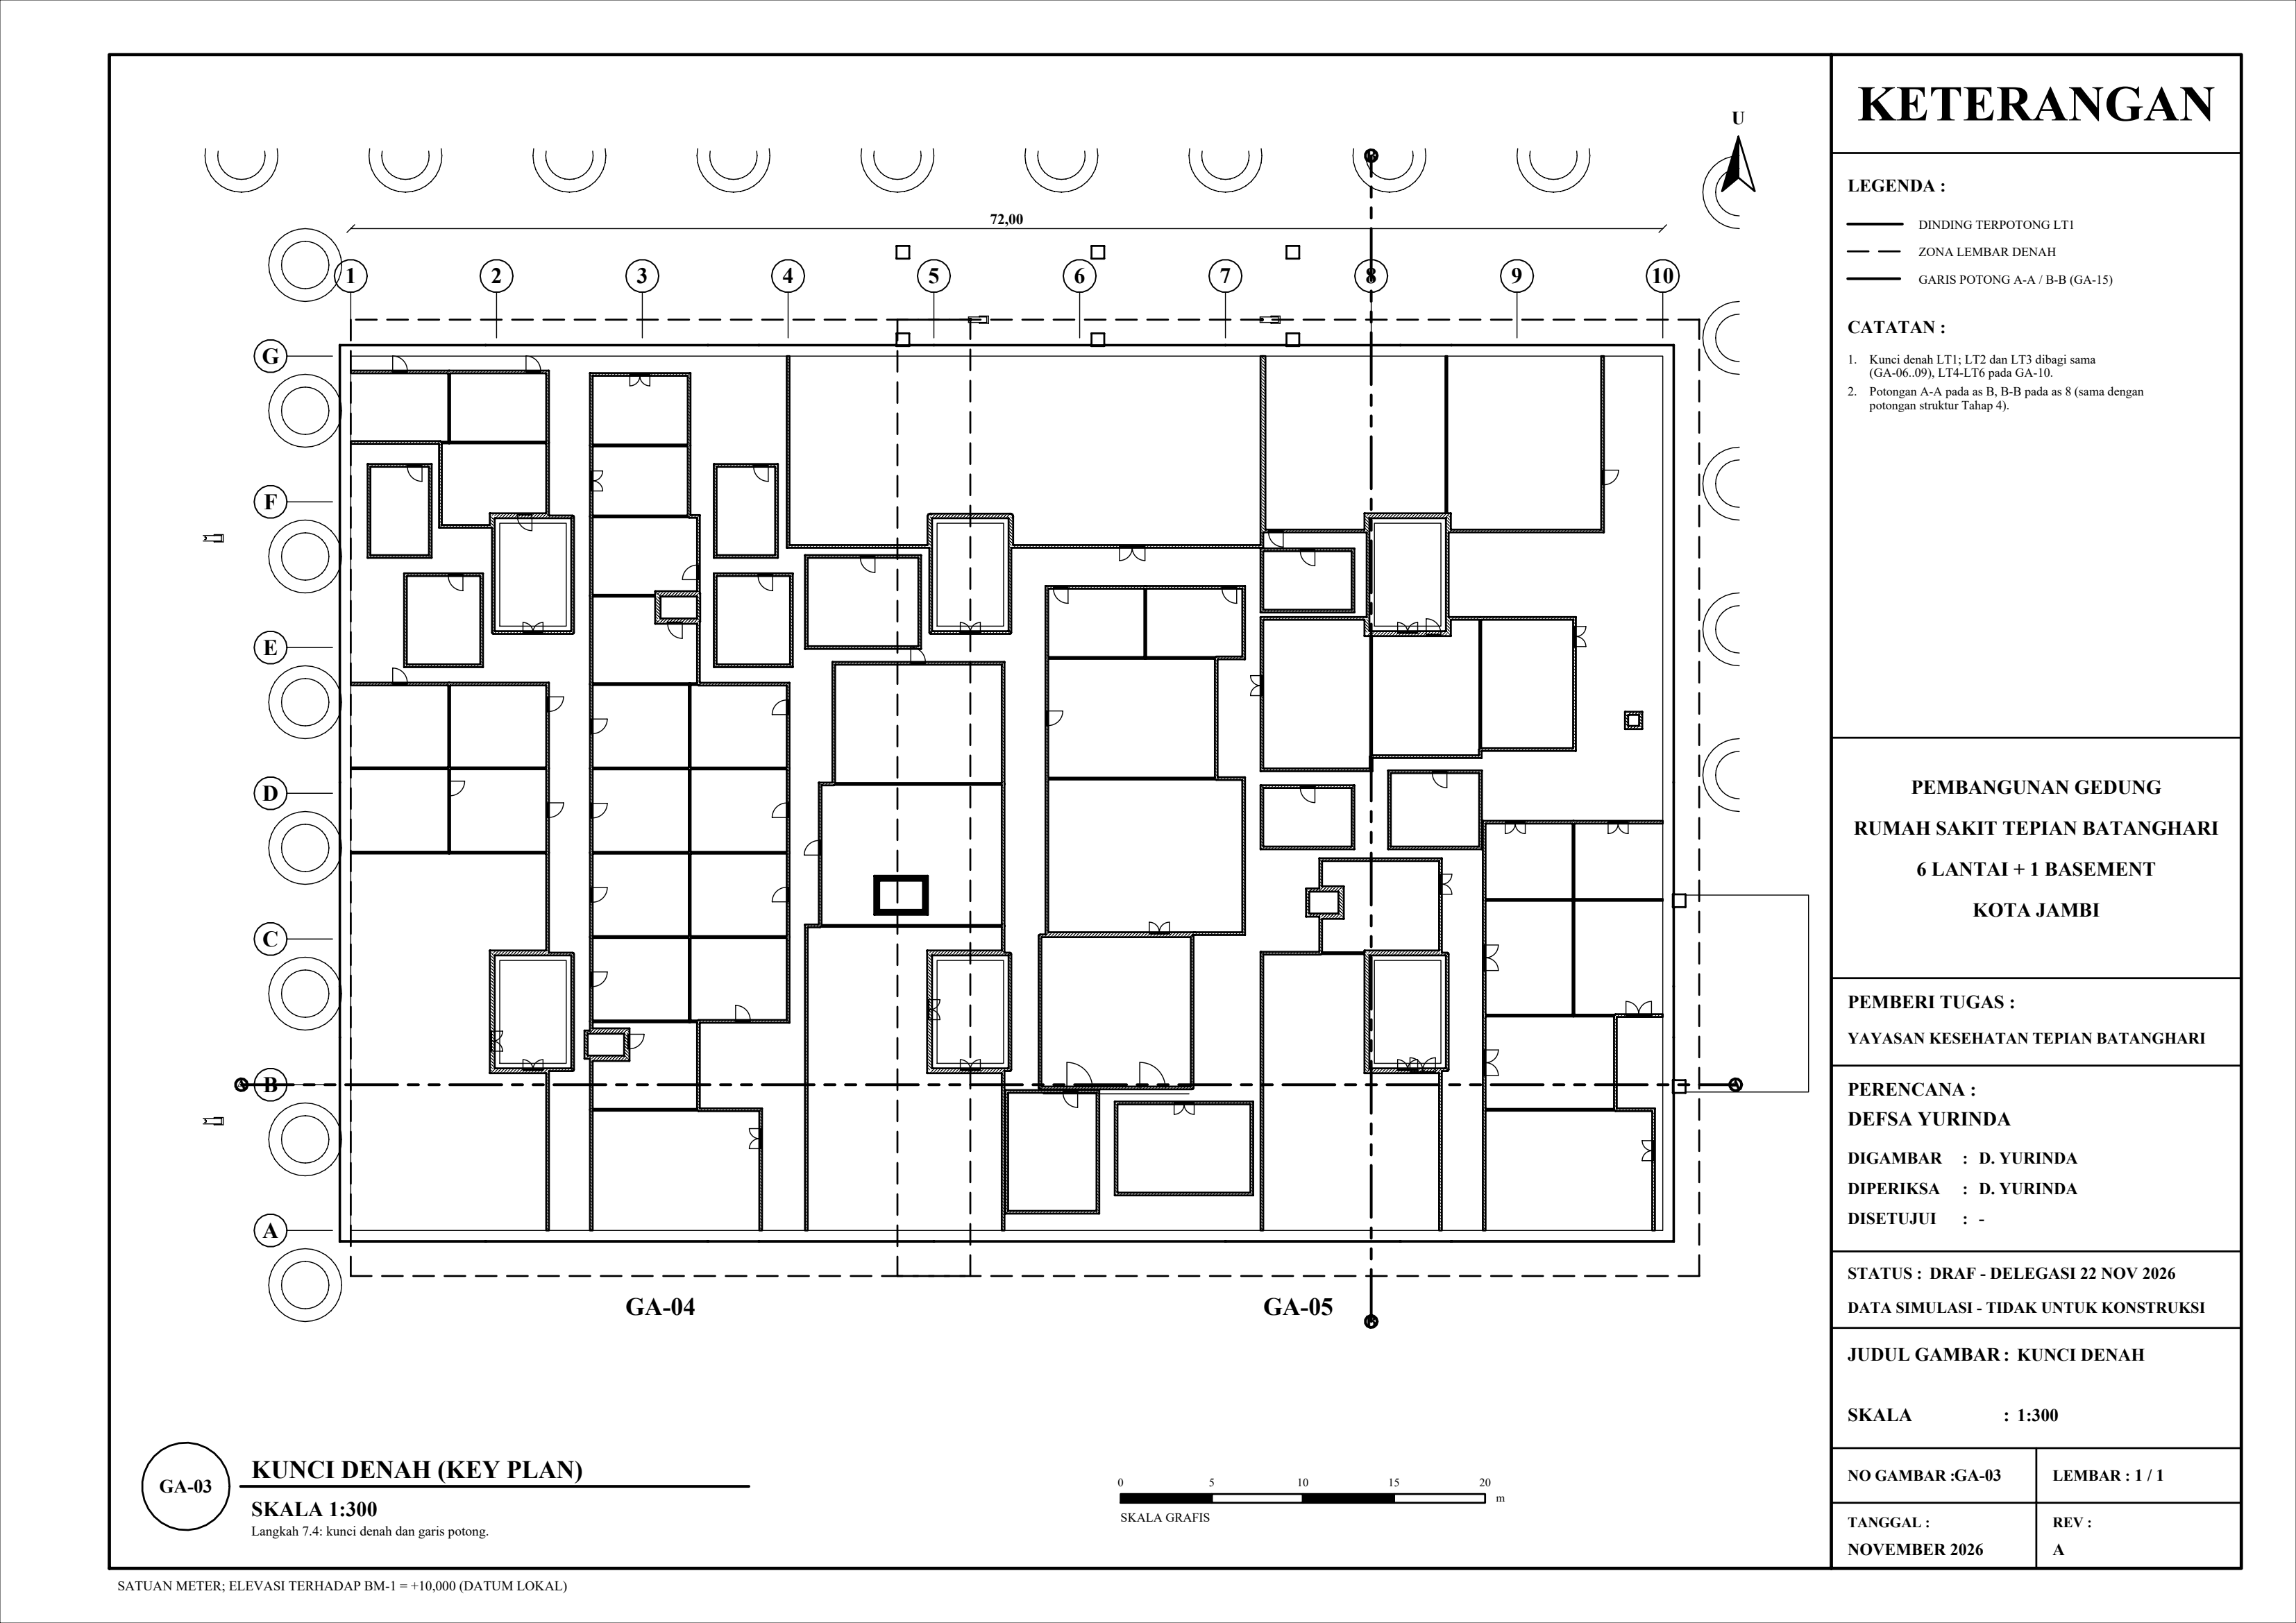 U
72,00
1 2 3 4 5 6 7 8 9 10
G
F
E
D
C
B
A
GA-04
GA-05
GA-03
KUNCI DENAH (KEY PLAN)
SKALA 1:300
Langkah 7.4: kunci denah dan garis potong.
0 5 10 15 20
m
SKALA GRAFIS
SATUAN METER; ELEVASI TERHADAP BM-1 = +10,000 (DATUM LOKAL)
KETERANGAN
LEGENDA :
DINDING TERPOTONG LT1
ZONA LEMBAR DENAH
GARIS POTONG A-A / B-B (GA-15)
CATATAN :
1. Kunci denah LT1; LT2 dan LT3 dibagi sama
(GA-06..09), LT4-LT6 pada GA-10.
2. Potongan A-A pada as B, B-B pada as 8 (sama dengan
potongan struktur Tahap 4).
PEMBANGUNAN GEDUNG
RUMAH SAKIT TEPIAN BATANGHARI
6 LANTAI + 1 BASEMENT
KOTA JAMBI
PEMBERI TUGAS :
YAYASAN KESEHATAN TEPIAN BATANGHARI
PERENCANA :
DEFSA YURINDA
DIGAMBAR : D. YURINDA
DIPERIKSA : D. YURINDA
DISETUJUI : -
STATUS : DRAF - DELEGASI 22 NOV 2026
DATA SIMULASI - TIDAK UNTUK KONSTRUKSI
JUDUL GAMBAR : KUNCI DENAH
SKALA : 1:300
NO GAMBAR :GA-03
LEMBAR : 1 / 1
TANGGAL :
NOVEMBER 2026
REV :
A